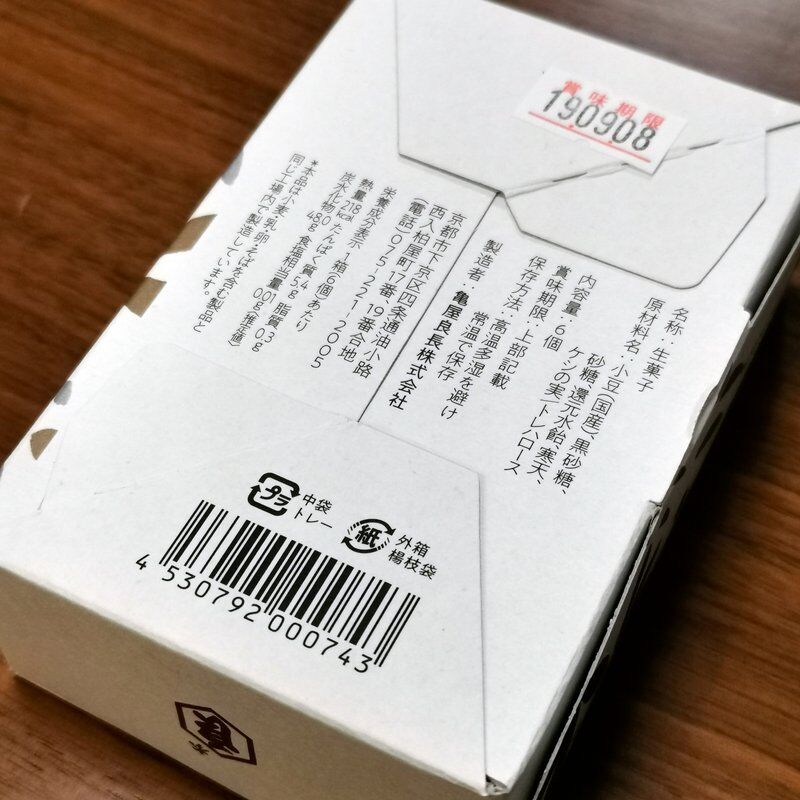 賞味期限
190908
名称：生菓子
原材料名：小豆(国産)、黒砂糖、
砂糖、還元水飴、寒天、
ケシの実/トレハロース
内容量：6個
賞味期限：上部記載
保存方法：高温多湿を避け
常温で保存
製造者：亀屋良長株式会社
京都市下京区四条通油小路
西入柏屋町17番19番合地
(電話)075-221-2005
栄養成分表示 1箱(6個)あたり
熱量218kcal たんぱく質5.4g 脂質0.3g
炭水化物48g 食塩相当量0.01g(推定値)
*本品は小麦・乳・卵・そばを含む製品と
同じ工場内で製造しています。
プラ
中袋
トレー
紙
外箱
楊枝袋
4 530792 000743